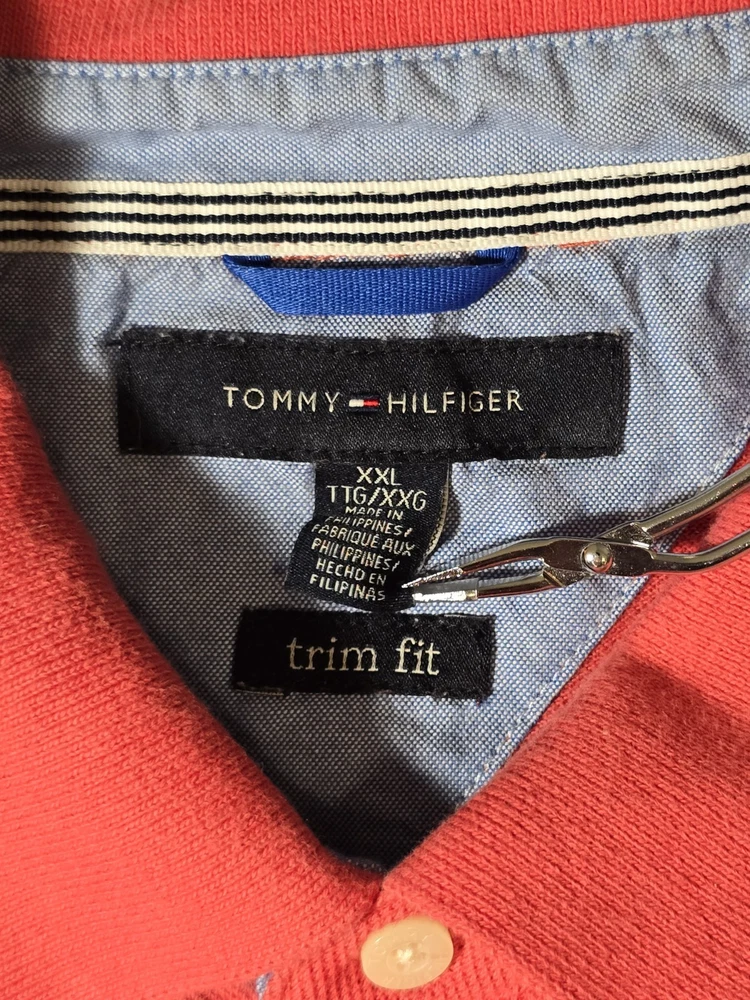 TOMMY HILFIGER
XXL
TTG/XXG
MADE IN
PHILIPPINES/
FABRIQUÉ AUX
PHILIPPINES/
HECHO EN
FILIPINAS
trim fit